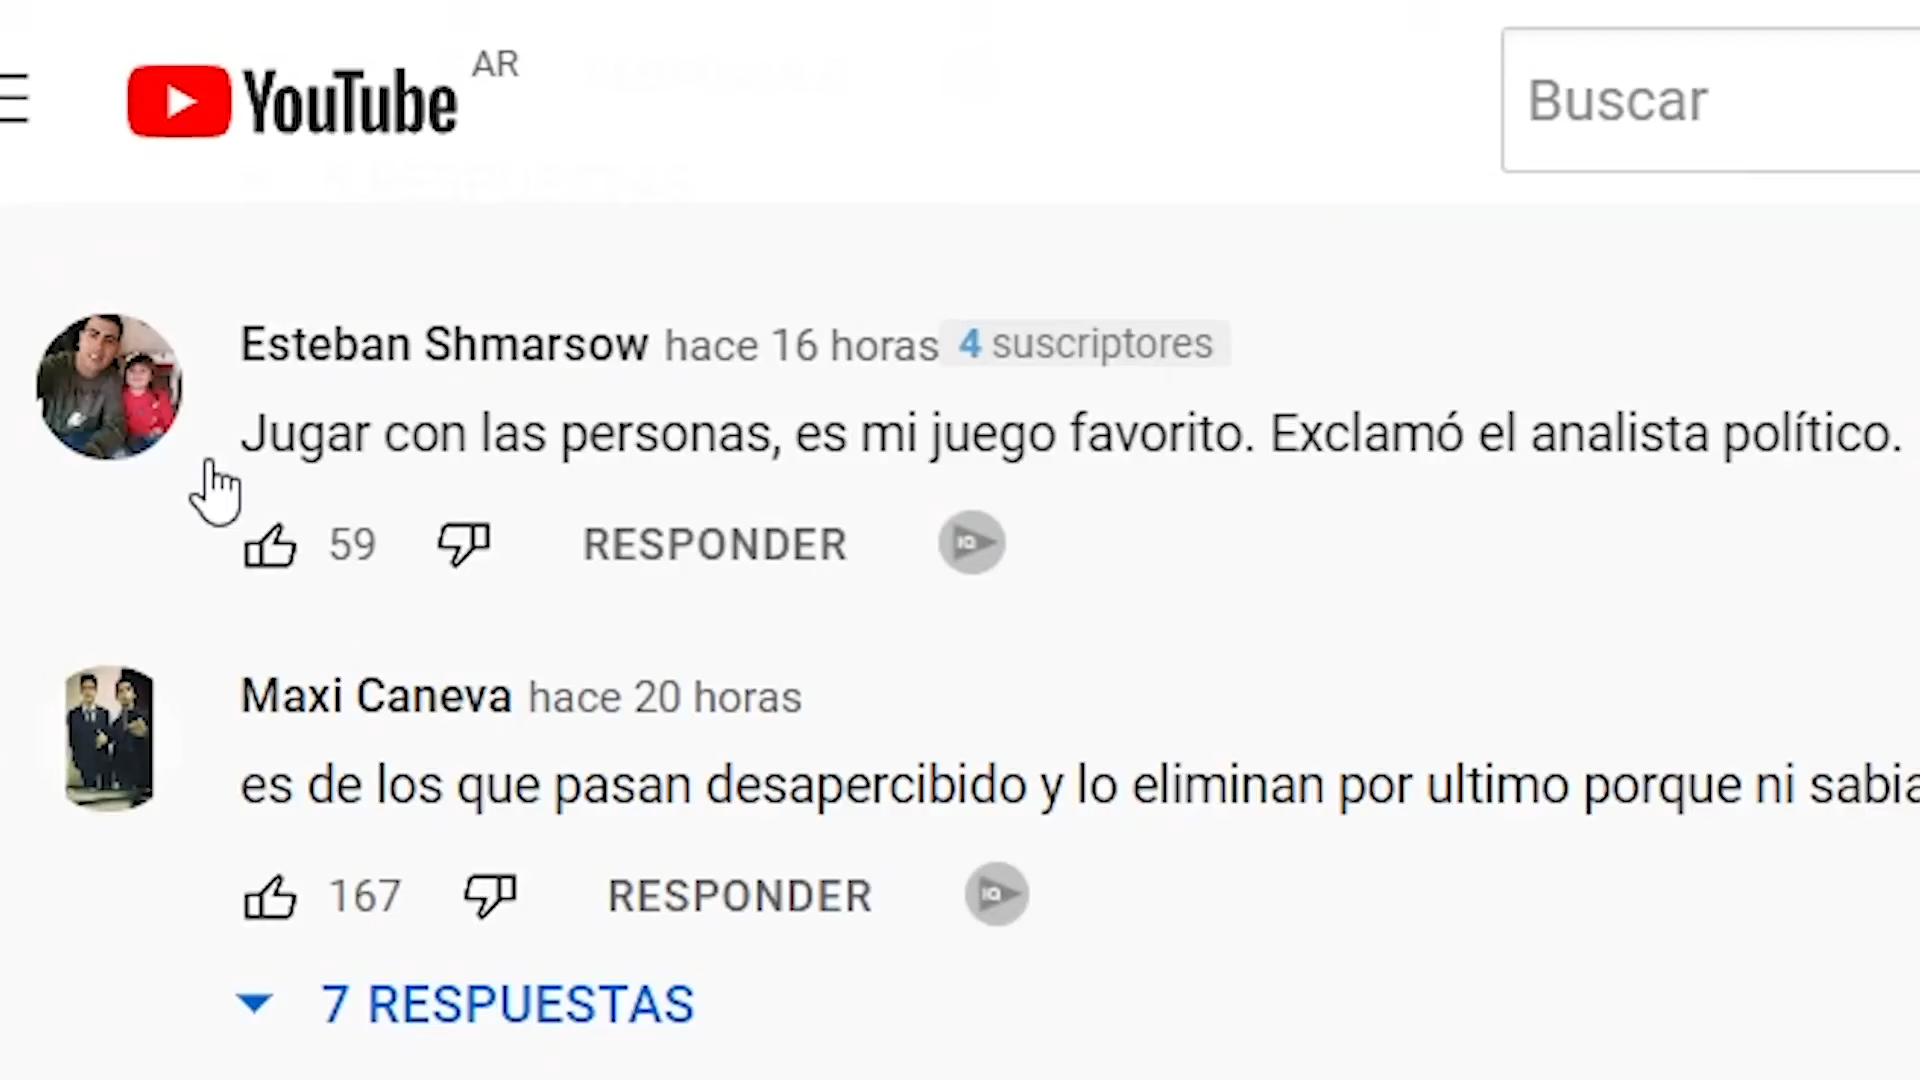 YouTube AR
Buscar
Esteban Shmarsow hace 16 horas 4 suscriptores
Jugar con las personas, es mi juego favorito. Exclamó el analista político.
59 RESPONDER IQ
Maxi Caneva hace 20 horas
es de los que pasan desapercibido y lo eliminan por ultimo porque ni sabia
167 RESPONDER IQ
7 RESPUESTAS